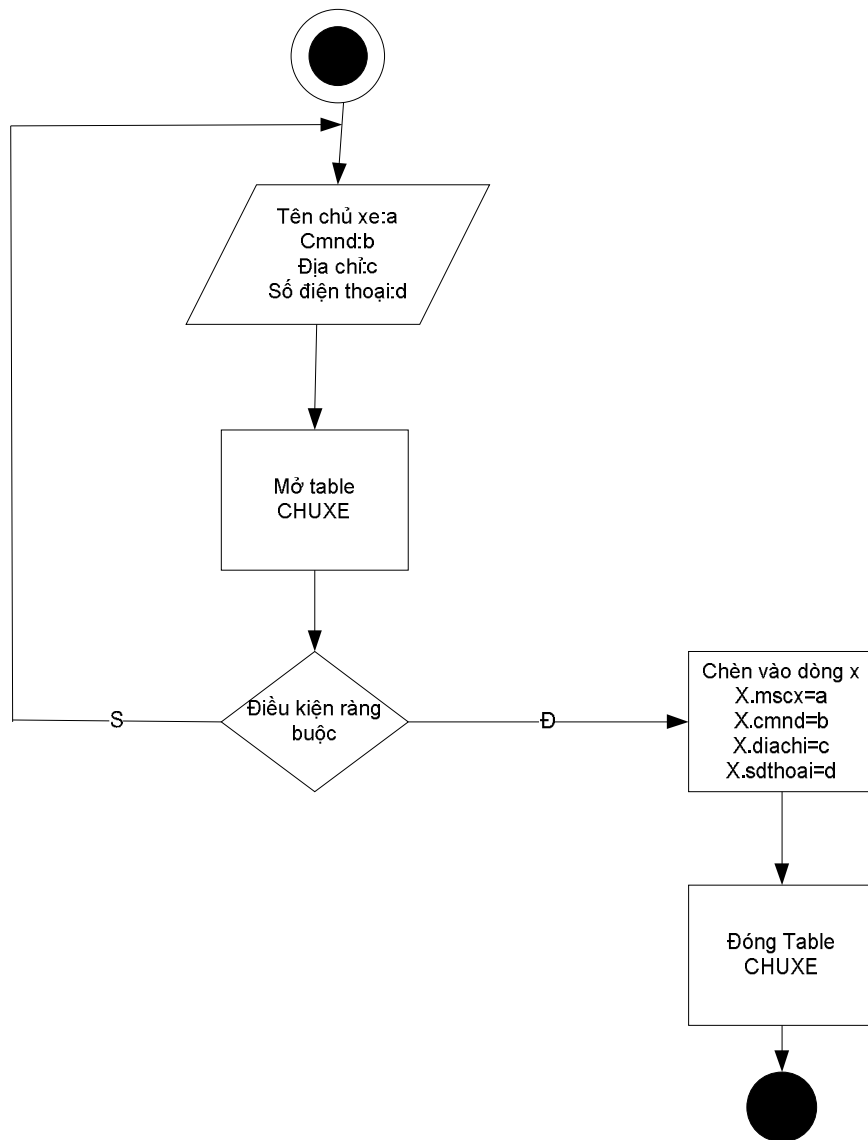 Tên chủ xe:a
Cmnd:b
Địa chỉ:c
Số điện thoại:d
Mở table
CHUXE
Điều kiện ràng
buộc
S
Đ
Chèn vào dòng x
X.mscx=a
X.cmnd=b
X.diachi=c
X.sdthoai=d
Đóng Table
CHUXE